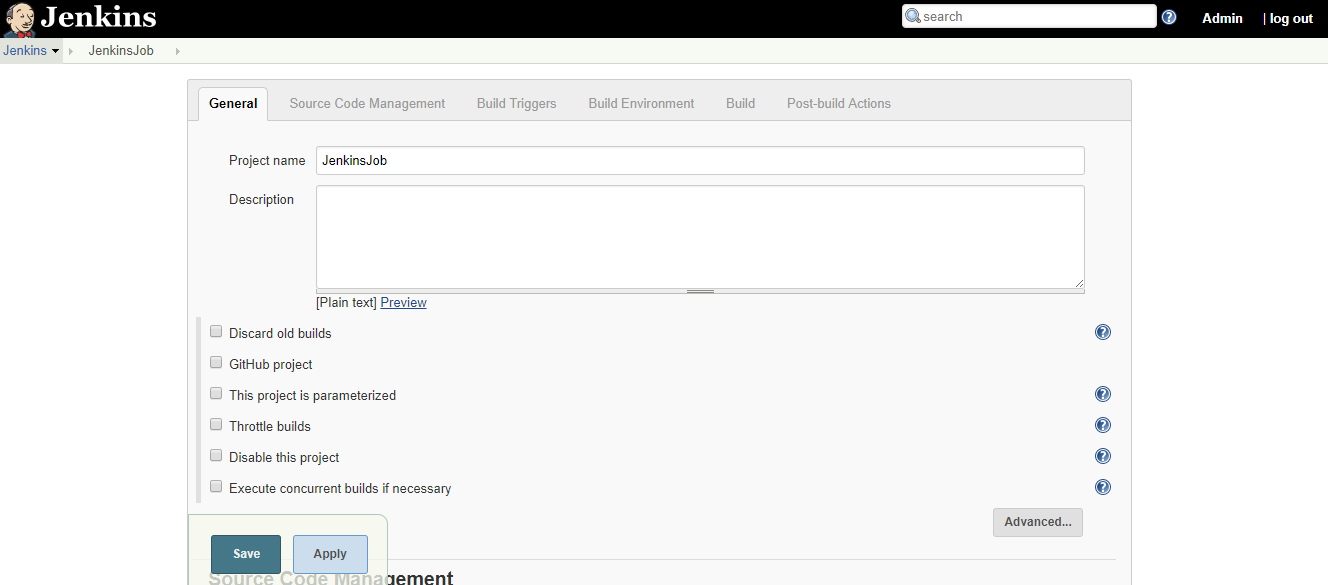 Jenkins
search
?
Admin
| log out
Jenkins
JenkinsJob
General
Source Code Management
Build Triggers
Build Environment
Build
Post-build Actions
Project name
JenkinsJob
Description
[Plain text] Preview
Discard old builds
?
GitHub project
This project is parameterized
?
Throttle builds
?
Disable this project
?
Execute concurrent builds if necessary
?
Advanced...
Save
Apply
Source Code Management